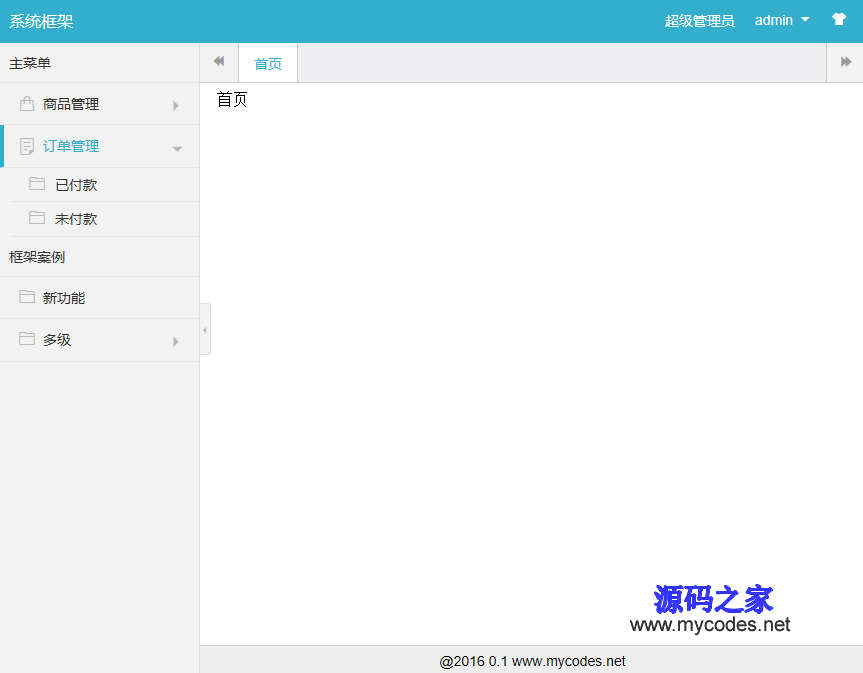 系统框架
超级管理员 admin
主菜单
首页
商品管理
首页
订单管理
已付款
未付款
框架案例
新功能
多级
源码之家
www.mycodes.net
@2016 0.1 www.mycodes.net